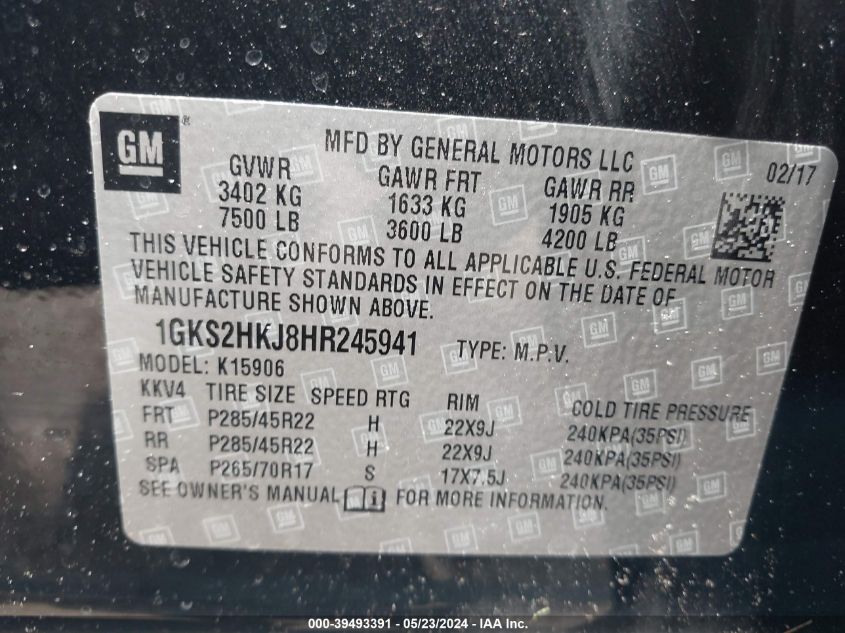 GM ®
MFD BY GENERAL MOTORS LLC
02/17
GVWR GAWR FRT GAWR RR
3402 KG 1633 KG 1905 KG
7500 LB 3600 LB 4200 LB
THIS VEHICLE CONFORMS TO ALL APPLICABLE U.S. FEDERAL MOTOR
VEHICLE SAFETY STANDARDS IN EFFECT ON THE DATE OF
MANUFACTURE SHOWN ABOVE.
1GKS2HKJ8HR245941 TYPE: M.P.V.
MODEL: K15906
KKV4 TIRE SIZE SPEED RTG RIM COLD TIRE PRESSURE
FRT P285/45R22 H 22X9J 240KPA(35PSI)
RR P285/45R22 H 22X9J 240KPA(35PSI)
SPA P265/70R17 S 17X7.5J 240KPA(35PSI)
SEE OWNER'S MANUAL i FOR MORE INFORMATION.
000-39493391 - 05/23/2024 - IAA Inc.